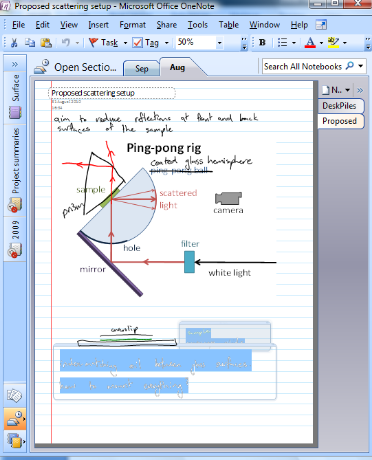 Proposed scattering setup - Microsoft Office OneNote
File Edit View Insert Format Share Tools Table Window Help
Task Tag 50% B I U
Open Sectio... Sep Aug
Search All Notebooks
Surface
Project summaries
2009
N..
DeskPiles
Proposed
Proposed scattering setup
aim to reduce reflections at front and back
surfaces of the sample
Ping-pong rig
coated glass hemisphere
ping-pong ball
sample
prism
scattered
light
camera
hole
filter
mirror
white light
coverslip